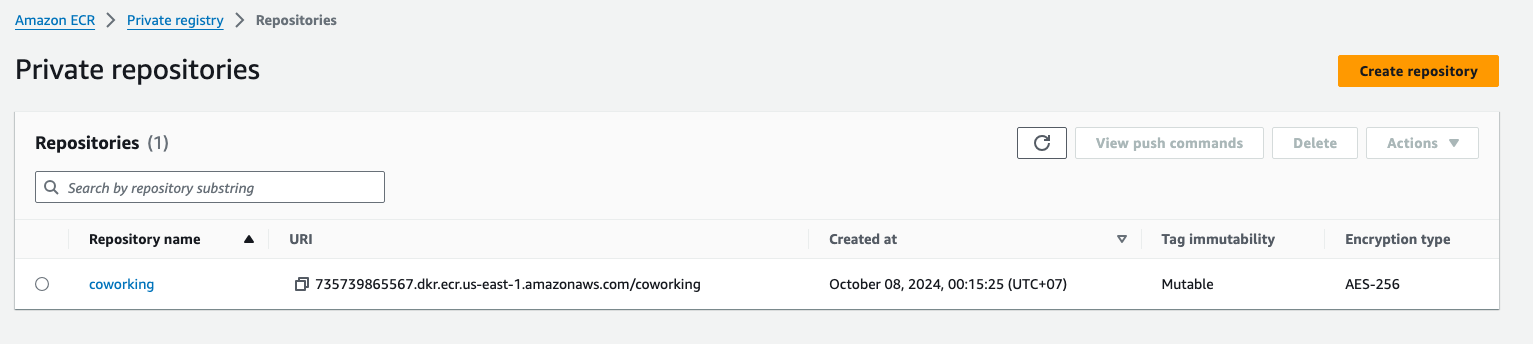 Amazon ECR > Private registry > Repositories
Private repositories
Create repository
Repositories (1)
View push commands
Delete
Actions
Search by repository substring
Repository name URI Created at Tag immutability Encryption type
coworking 735739865567.dkr.ecr.us-east-1.amazonaws.com/coworking October 08, 2024, 00:15:25 (UTC+07) Mutable AES-256